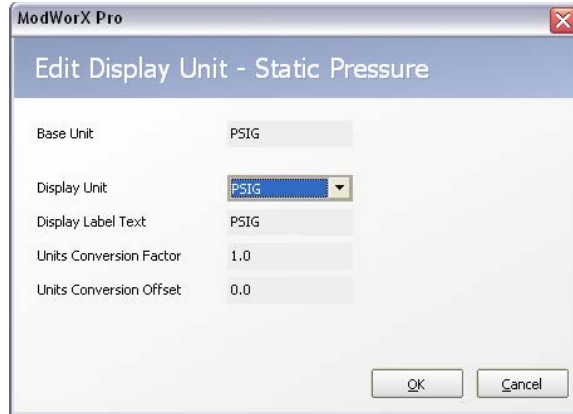 ModWorX Pro
Edit Display Unit - Static Pressure
Base Unit PSIG
Display Unit PSIG
Display Label Text PSIG
Units Conversion Factor 1.0
Units Conversion Offset 0.0
OK Cancel